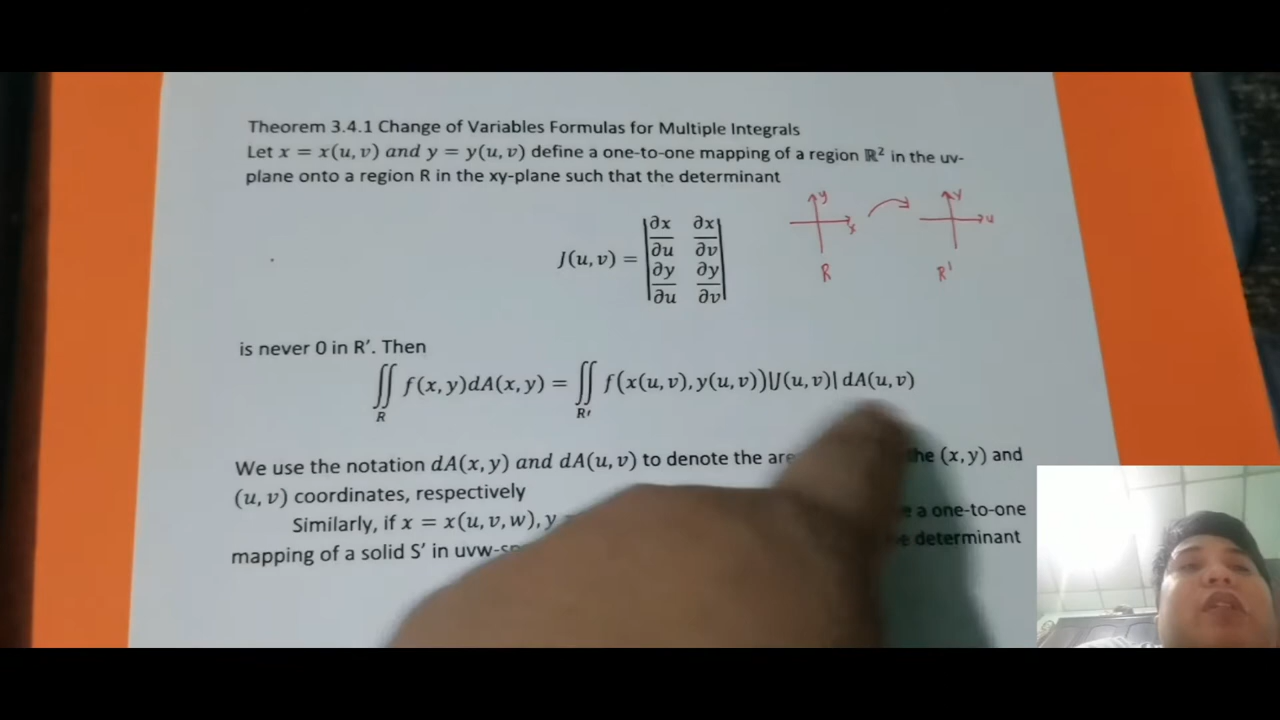 Theorem 3.4.1 Change of Variables Formulas for Multiple Integrals
Let x = x(u, v) and y = y(u, v) define a one-to-one mapping of a region ℝ² in the uv-
plane onto a region R in the xy-plane such that the determinant
J(u, v) = |∂x/∂u ∂x/∂v|
|∂y/∂u ∂y/∂v|
y
x
R
v
u
R'
is never 0 in R′. Then
∬_R f(x, y)dA(x, y) = ∬_R′ f(x(u, v), y(u, v))|J(u, v)| dA(u, v)
We use the notation dA(x, y) and dA(u, v) to denote the the (x, y) and
(u, v) coordinates, respectively
Similarly, if x = x(u, v, w), y a one-to-one
mapping of a solid S′ in determinant